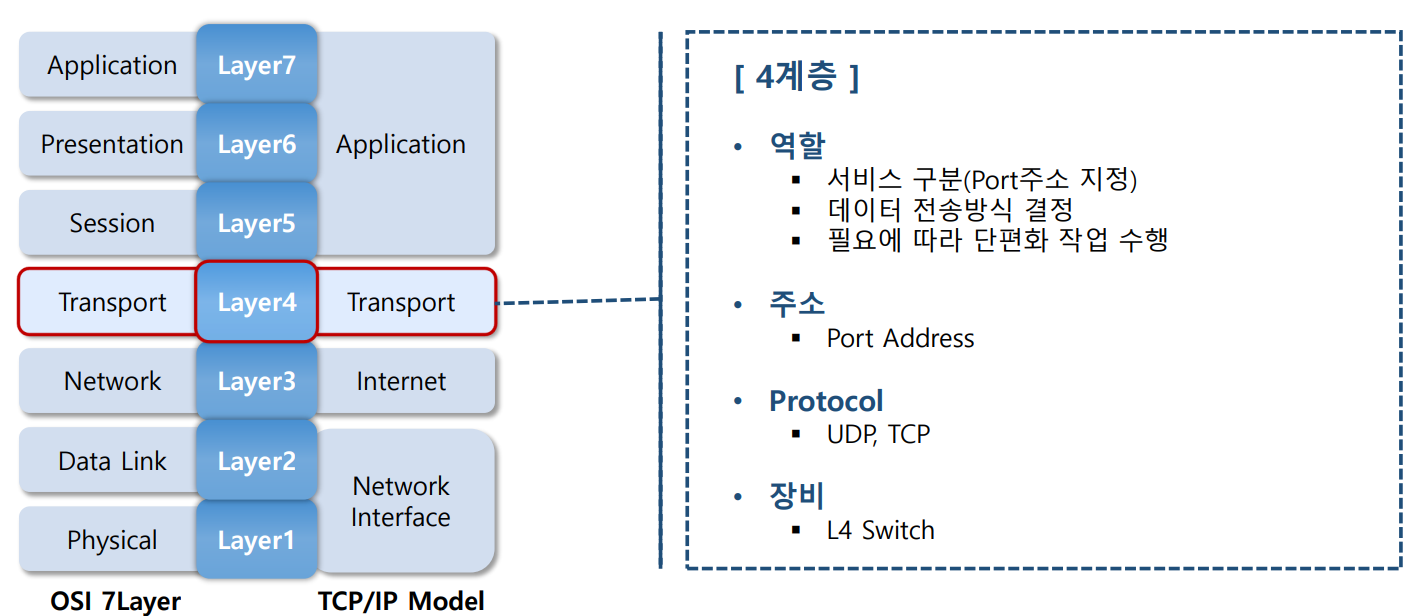 Application
Layer7
Presentation
Layer6
Application
Session
Layer5
Transport
Layer4
Transport
Network
Layer3
Internet
Data Link
Layer2
Network
Interface
Physical
Layer1
OSI 7Layer
TCP/IP Model
[ 4계층 ]
• 역할
▪ 서비스 구분(Port주소 지정)
▪ 데이터 전송방식 결정
▪ 필요에 따라 단편화 작업 수행
• 주소
▪ Port Address
• Protocol
▪ UDP, TCP
• 장비
▪ L4 Switch